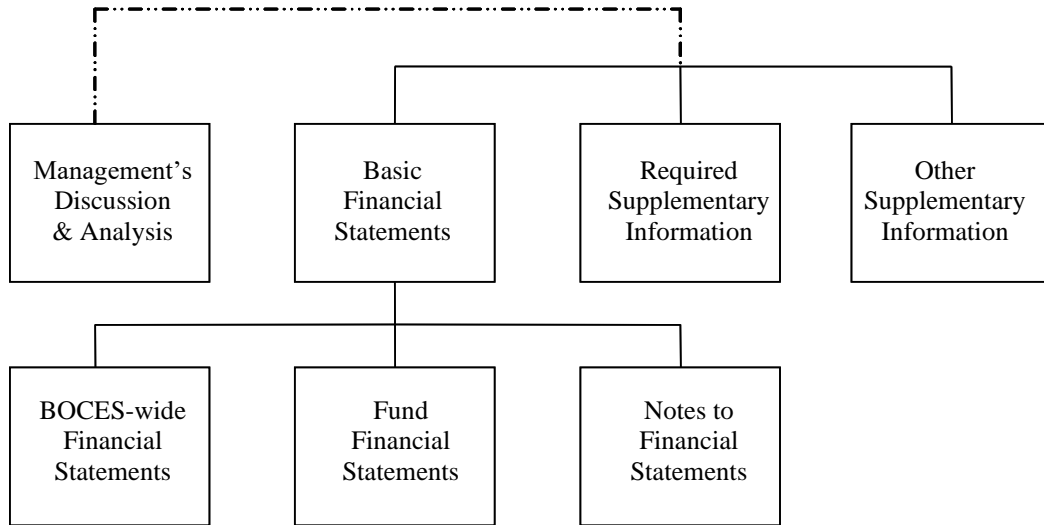 Management’s
Discussion
& Analysis
Basic
Financial
Statements
Required
Supplementary
Information
Other
Supplementary
Information
BOCES-wide
Financial
Statements
Fund
Financial
Statements
Notes to
Financial
Statements